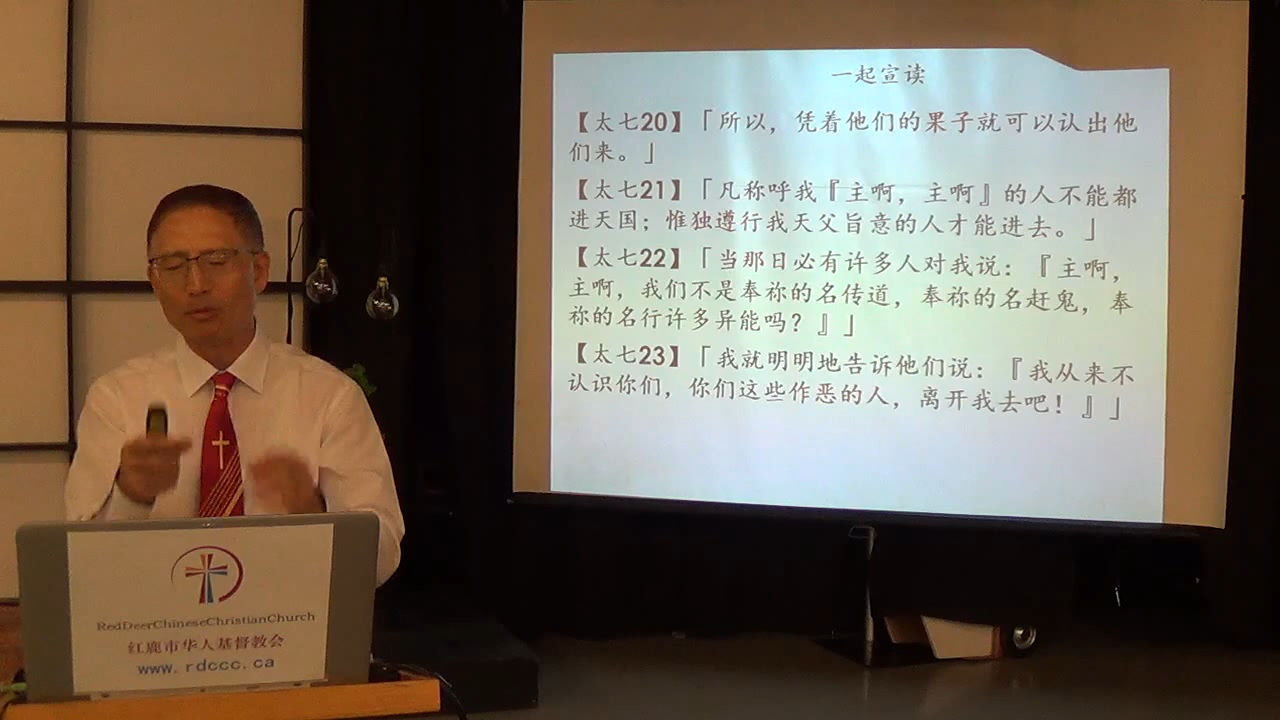 一起宣读
【太七20】「所以，凭着他们的果子就可以认出他
们来。」
【太七21】「凡称呼我『主啊，主啊』的人不能都
进天国；惟独遵行我天父旨意的人才能进去。」
【太七22】「当那日必有许多人对我说：『主啊，
主啊，我们不是奉祢的名传道，奉祢的名赶鬼，奉
祢的名行许多异能吗？』」
【太七23】「我就明明地告诉他们说：『我从来不
认识你们，你们这些作恶的人，离开我去吧！』」
RedDeerChineseChristianChurch
红鹿市华人基督教会
www.rdccc.ca